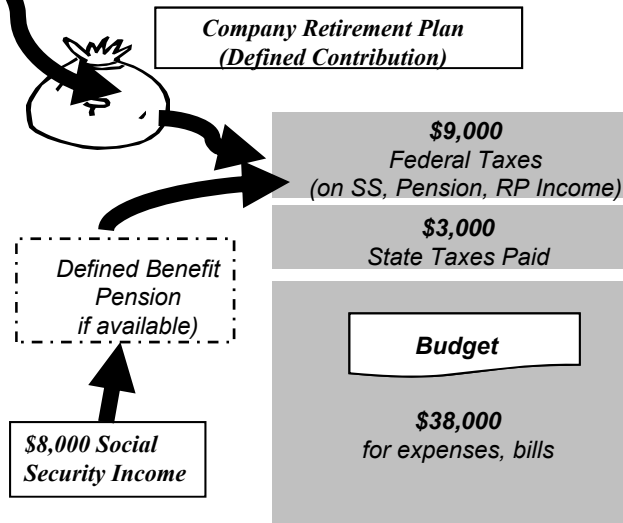 Company Retirement Plan
(Defined Contribution)
$9,000
Federal Taxes
(on SS, Pension, RP Income)
$3,000
State Taxes Paid
Defined Benefit
Pension
if available)
Budget
$38,000
for expenses, bills
$8,000 Social
Security Income